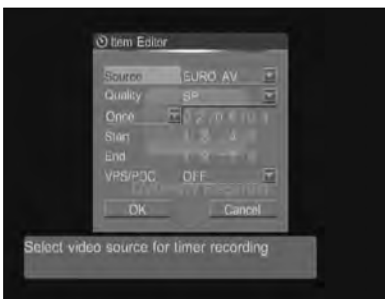 Item Editor
Source EURO AV
Quality SP
Once
Start
End
VPS/PDC OFF
OK Cancel
Select video source for timer recording